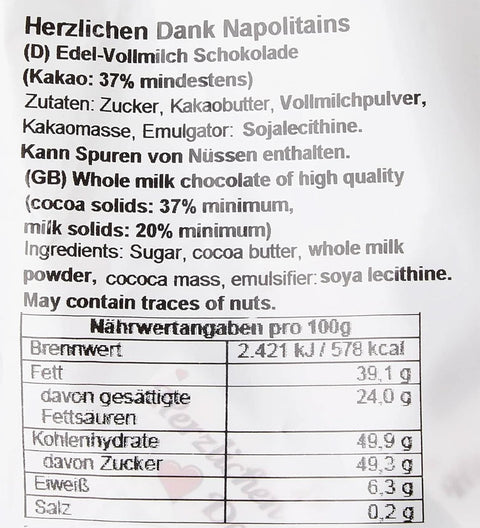 Herzlichen Dank Napolitains
(D) Edel-Vollmilch Schokolade
(Kakao: 37% mindestens)
Zutaten: Zucker, Kakaobutter, Vollmilchpulver,
Kakaomasse, Emulgator: Sojalecithine.
Kann Spuren von Nüssen enthalten.
(GB) Whole milk chocolate of high quality
(cocoa solids: 37% minimum,
milk solids: 20% minimum)
Ingredients: Sugar, cocoa butter, whole milk
powder, cococa mass, emulsifier: soya lecithine.
May contain traces of nuts.
Nährwertangaben pro 100g
Brennwert 2.421 kJ / 578 kcal
Fett 39,1 g
davon gesättigte 24,0 g
Fettsäuren
Kohlenhydrate 49,9 g
davon Zucker 49,3 g
Eiweiß 6,3 g
Salz 0,2 g
Herzlichen